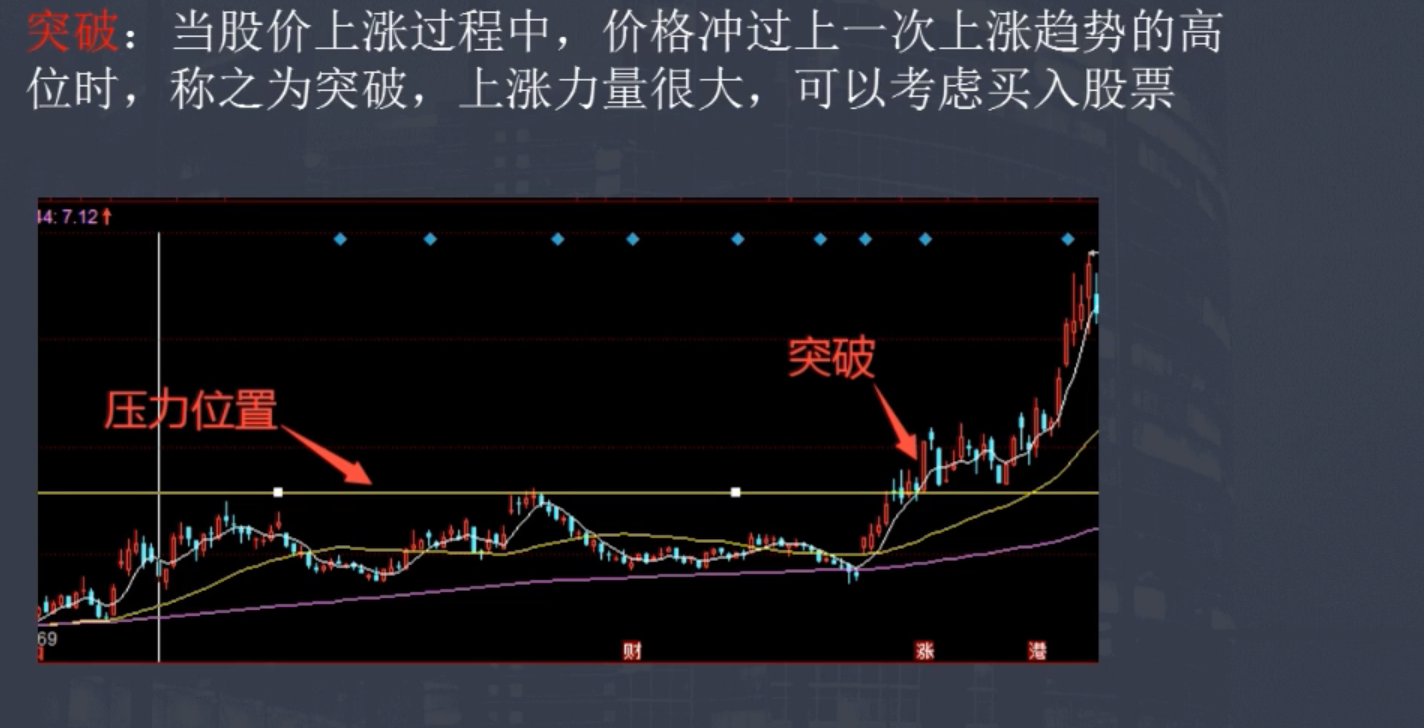 突破：当股价上涨过程中，价格冲过上一次上涨趋势的高
位时，称之为突破，上涨力量很大，可以考虑买入股票
44: 7.12↑
突破
压力位置
69
财
涨
港